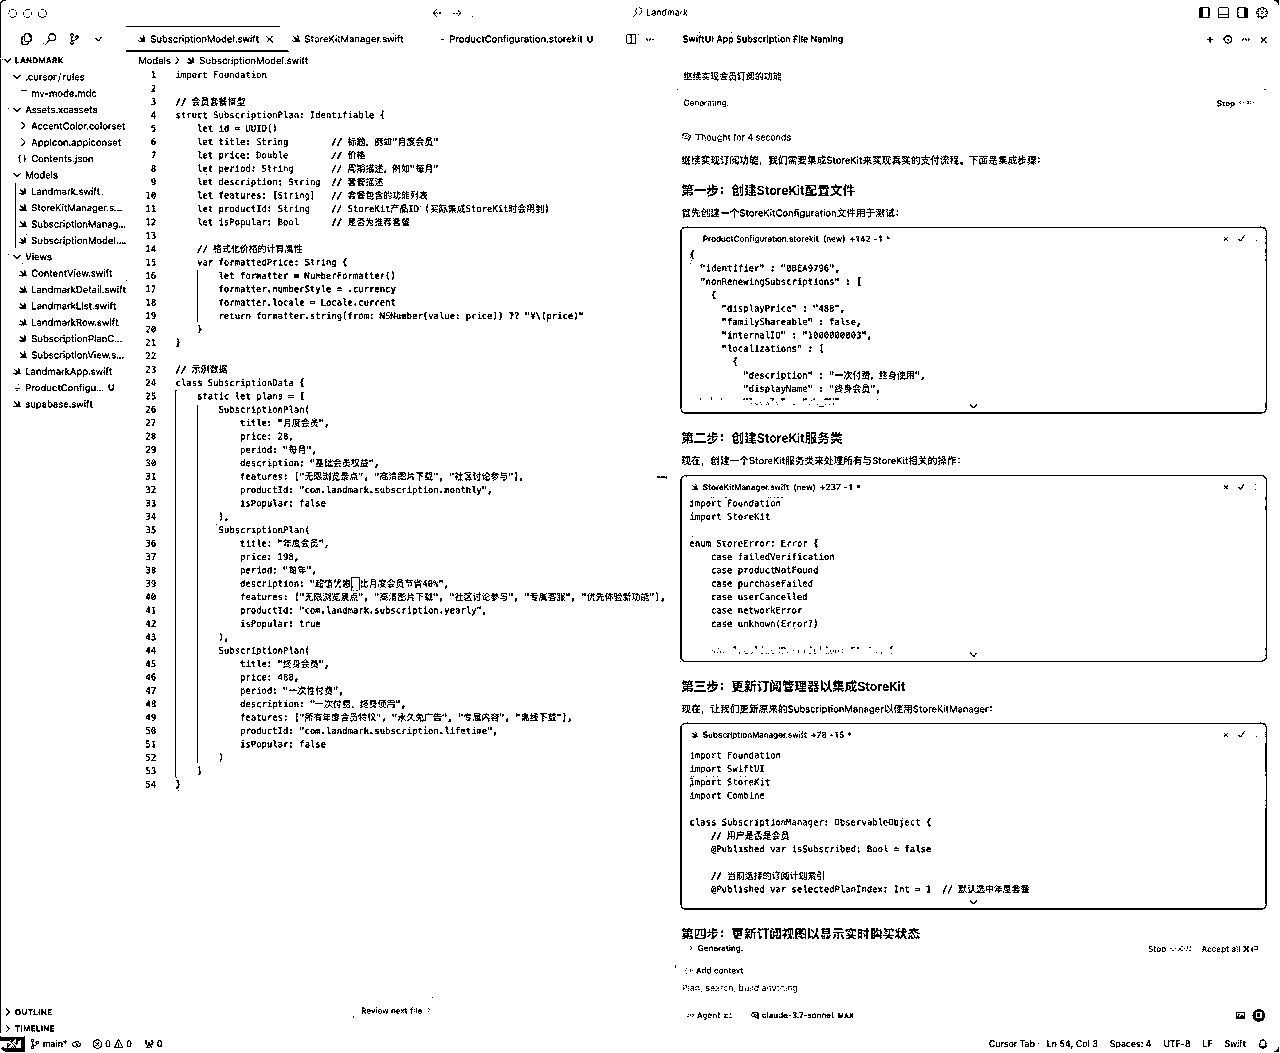 Landmark
SubscriptionModel.swift
StoreKitManager.swift
ProductConfiguration.storekit U
SwiftUI App Subscription File Naming
LANDMARK
.cursor/rules
mv-mode.mdc
Assets.xcassets
AccentColor.colorset
AppIcon.appiconset
{} Contents.json
Models
Landmark.swift
StoreKitManager.s...
SubscriptionManag...
SubscriptionModel....
Views
ContentView.swift
LandmarkDetail.swift
LandmarkList.swift
LandmarkRow.swift
SubscriptionPlanC...
SubscriptionView.s...
LandmarkApp.swift
ProductConfigu... U
supabase.swift
OUTLINE
TIMELINE
Models > SubscriptionModel.swift
1 import Foundation
2
3 // 会员套餐模型
4 struct SubscriptionPlan: Identifiable {
5 let id = UUID()
6 let title: String // 标题，例如"月度会员"
7 let price: Double // 价格
8 let period: String // 周期描述，例如"每月"
9 let description: String // 套餐描述
10 let features: [String] // 套餐包含的功能列表
11 let productId: String // StoreKit产品ID（实际集成StoreKit时会用到）
12 let isPopular: Bool // 是否为推荐套餐
13
14 // 格式化价格的计算属性
15 var formattedPrice: String {
16 let formatter = NumberFormatter()
17 formatter.numberStyle = .currency
18 formatter.locale = Locale.current
19 return formatter.string(from: NSNumber(value: price)) ?? "¥\(price)"
20 }
21 }
22
23 // 示例数据
24 class SubscriptionData {
25 static let plans = [
26 SubscriptionPlan(
27 title: "月度会员",
28 price: 28,
29 period: "每月",
30 description: "基础会员权益",
31 features: ["无限浏览景点", "高清图片下载", "社区讨论参与"],
32 productId: "com.landmark.subscription.monthly",
33 isPopular: false
34 ),
35 SubscriptionPlan(
36 title: "年度会员",
37 price: 198,
38 period: "每年",
39 description: "超值优惠，比月度会员节省40%",
40 features: ["无限浏览景点", "高清图片下载", "社区讨论参与", "专属客服", "优先体验新功能"],
41 productId: "com.landmark.subscription.yearly",
42 isPopular: true
43 ),
44 SubscriptionPlan(
45 title: "终身会员",
46 price: 488,
47 period: "一次性付费",
48 description: "一次付费，终身使用",
49 features: ["所有年度会员特权", "永久免广告", "专属内容", "离线下载"],
50 productId: "com.landmark.subscription.lifetime",
51 isPopular: false
52 )
53 ]
54 }
Review next file
继续实现会员订阅的功能
Generating.
Stop
Thought for 4 seconds
继续实现订阅功能，我们需要集成StoreKit来实现真实的支付流程。下面是集成步骤：
第一步：创建StoreKit配置文件
首先创建一个StoreKitConfiguration文件用于测试：
ProductConfiguration.storekit (new) +142 -1
{
"identifier" : "8BEA9796",
"nonRenewingSubscriptions" : [
{
"displayPrice" : "488",
"familyShareable" : false,
"internalID" : "1000000003",
"localizations" : [
{
"description" : "一次付费，终身使用",
"displayName" : "终身会员",
第二步：创建StoreKit服务类
现在，创建一个StoreKit服务类来处理所有与StoreKit相关的操作：
StoreKitManager.swift (new) +237 -1
import Foundation
import StoreKit
enum StoreError: Error {
case failedVerification
case productNotFound
case purchaseFailed
case userCancelled
case networkError
case unknown(Error?)
第三步：更新订阅管理器以集成StoreKit
现在，让我们更新原来的SubscriptionManager以使用StoreKitManager：
SubscriptionManager.swift +78 -15
import Foundation
import SwiftUI
import StoreKit
import Combine
class SubscriptionManager: ObservableObject {
// 用户是否是会员
@Published var isSubscribed: Bool = false
// 当前选择的订阅计划索引
@Published var selectedPlanIndex: Int = 1 // 默认选中年度套餐
第四步：更新订阅视图以显示实时购买状态
Generating.
Stop
Accept all
Add context
Plan, search, build anything
Agent
claude-3.7-sonnet MAX
main*
0 0
0
Cursor Tab
Ln 54, Col 3
Spaces: 4
UTF-8
LF
Swift